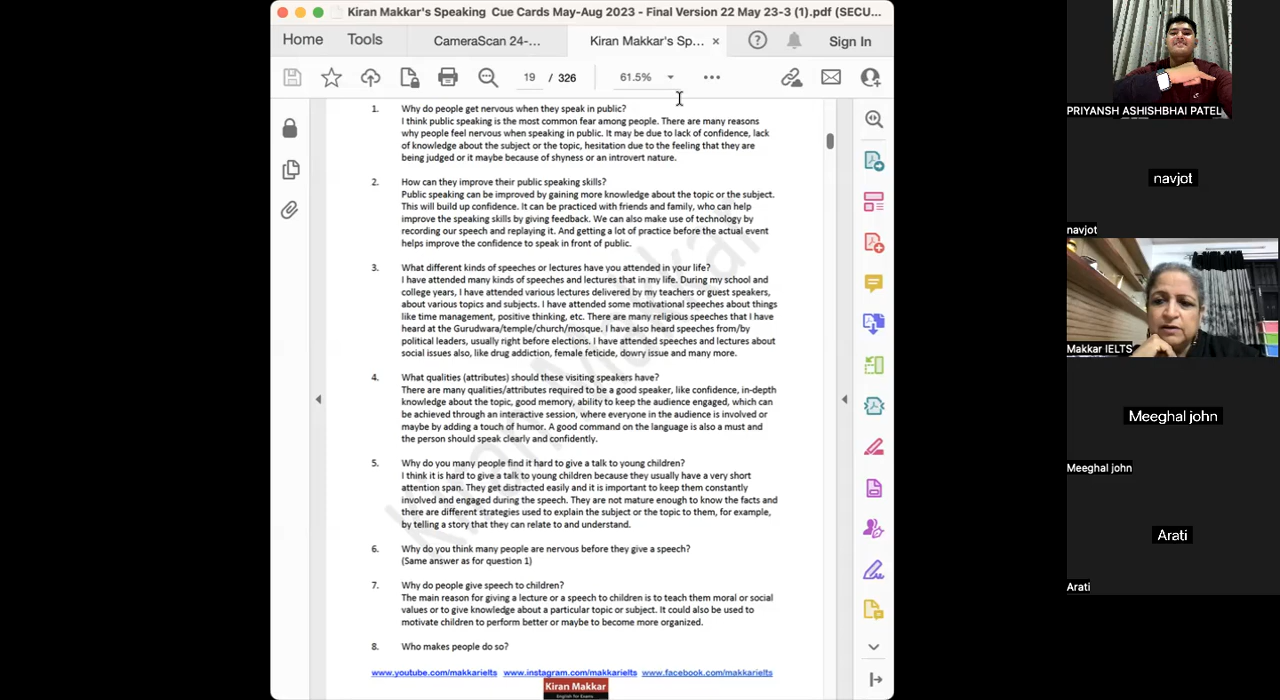 Kiran Makkar's Speaking Cue Cards May-Aug 2023 - Final Version 22 May 23-3 (1).pdf (SECU...
Home
Tools
CameraScan 24-...
Kiran Makkar's Sp...
Sign In
19 / 326
61.5%
1. Why do people get nervous when they speak in public?
I think public speaking is the most common fear among people. There are many reasons
why people feel nervous when speaking in public. It may be due to lack of confidence, lack
of knowledge about the subject or the topic, hesitation due to the feeling that they are
being judged or it maybe because of shyness or an introvert nature.
2. How can they improve their public speaking skills?
Public speaking can be improved by gaining more knowledge about the topic or the subject.
This will build up confidence. It can be practiced with friends and family, who can help
improve the speaking skills by giving feedback. We can also make use of technology by
recording our speech and replaying it. And getting a lot of practice before the actual event
helps improve the confidence to speak in front of public.
3. What different kinds of speeches or lectures have you attended in your life?
I have attended many kinds of speeches and lectures that in my life. During my school and
college years, I have attended various lectures delivered by my teachers or guest speakers,
about various topics and subjects. I have attended some motivational speeches about things
like time management, positive thinking, etc. There are many religious speeches that I have
heard at the Gurudwara/temple/church/mosque. I have also heard speeches from/by
political leaders, usually right before elections. I have attended speeches and lectures about
social issues also, like drug addiction, female feticide, dowry issue and many more.
4. What qualities (attributes) should these visiting speakers have?
There are many qualities/attributes required to be a good speaker, like confidence, in-depth
knowledge about the topic, good memory, ability to keep the audience engaged, which can
be achieved through an interactive session, where everyone in the audience is involved or
maybe by adding a touch of humor. A good command on the language is also a must and
the person should speak clearly and confidently.
5. Why do you many people find it hard to give a talk to young children?
I think it is hard to give a talk to young children because they usually have a very short
attention span. They get distracted easily and it is important to keep them constantly
involved and engaged during the speech. They are not mature enough to know the facts and
there are different strategies used to explain the subject or the topic to them, for example,
by telling a story that they can relate to and understand.
6. Why do you think many people are nervous before they give a speech?
(Same answer as for question 1)
7. Why do people give speech to children?
The main reason for giving a lecture or a speech to children is to teach them moral or social
values or to give knowledge about a particular topic or subject. It could also be used to
motivate children to perform better or maybe to become more organized.
8. Who makes people do so?
www.youtube.com/makkarielts www.instagram.com/makkarielts www.facebook.com/makkarielts
Kiran Makkar
English for Exams
Kiran Makkar
PRIYANSH ASHISHBHAI PATEL
navjot
navjot
Makkar IELTS
Meeghal john
Meeghal john
Arati
Arati